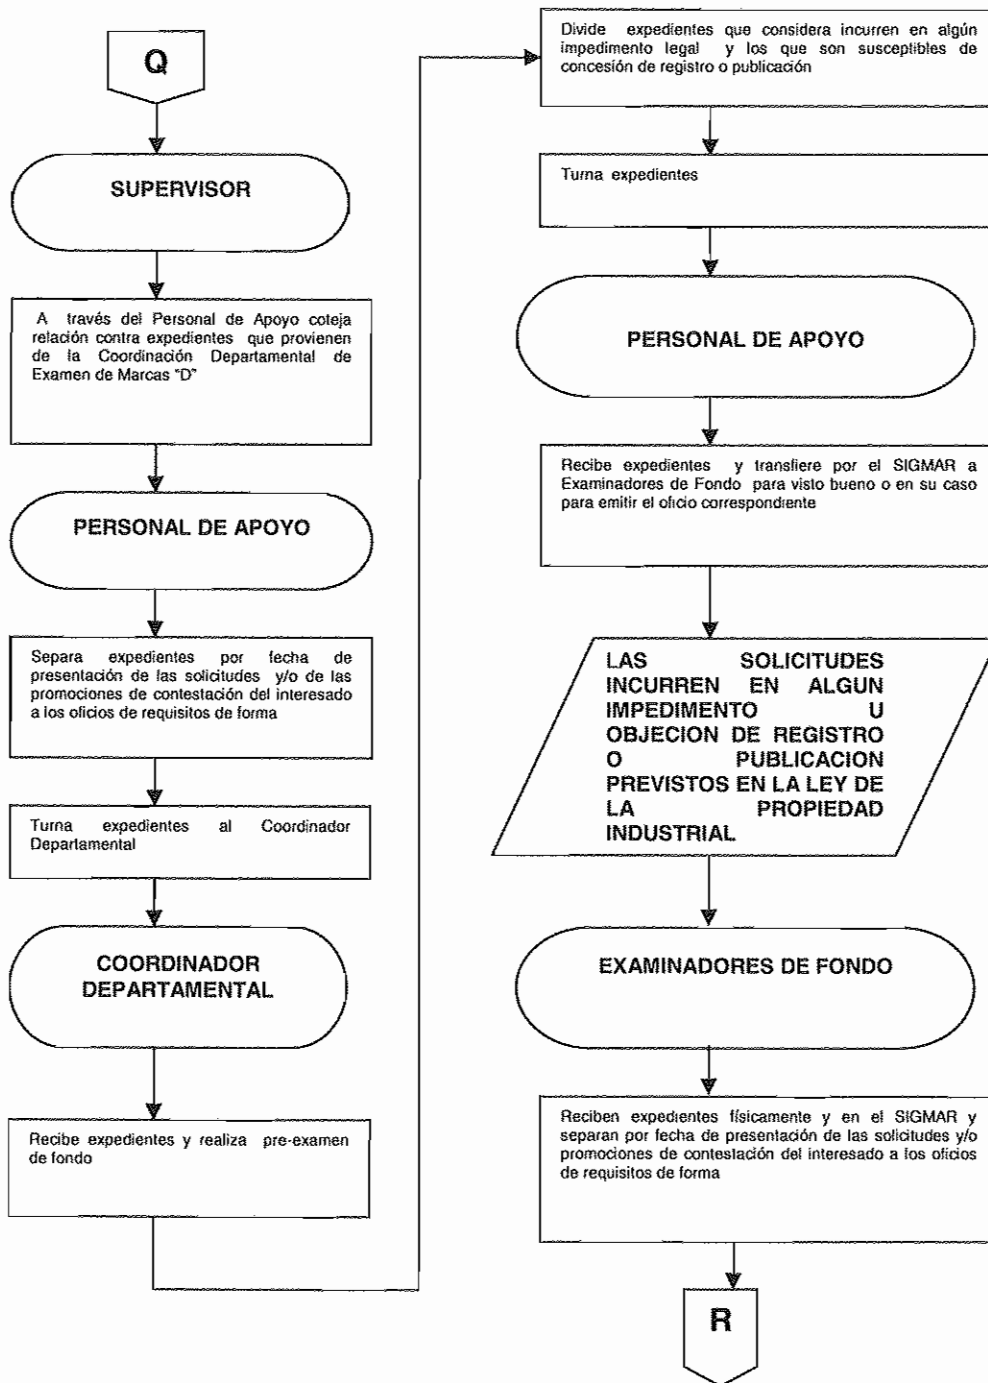 Q
SUPERVISOR
A través del Personal de Apoyo coteja
relación contra expedientes que provienen
de la Coordinación Departamental de
Examen de Marcas "D"
PERSONAL DE APOYO
Separa expedientes por fecha de
presentación de las solicitudes y/o de las
promociones de contestación del interesado
a los oficios de requisitos de forma
Turna expedientes al Coordinador
Departamental
COORDINADOR
DEPARTAMENTAL
Recibe expedientes y realiza pre-examen
de fondo
Divide expedientes que considera incurren en algún
impedimento legal y los que son susceptibles de
concesión de registro o publicación
Turna expedientes
PERSONAL DE APOYO
Recibe expedientes y transfiere por el SIGMAR a
Examinadores de Fondo para visto bueno o en su caso
para emitir el oficio correspondiente
LAS SOLICITUDES
INCURREN EN ALGUN
IMPEDIMENTO U
OBJECION DE REGISTRO
O PUBLICACION
PREVISTOS EN LA LEY DE
LA PROPIEDAD
INDUSTRIAL
EXAMINADORES DE FONDO
Reciben expedientes físicamente y en el SIGMAR y
separan por fecha de presentación de las solicitudes y/o
promociones de contestación del interesado a los oficios
de requisitos de forma
R